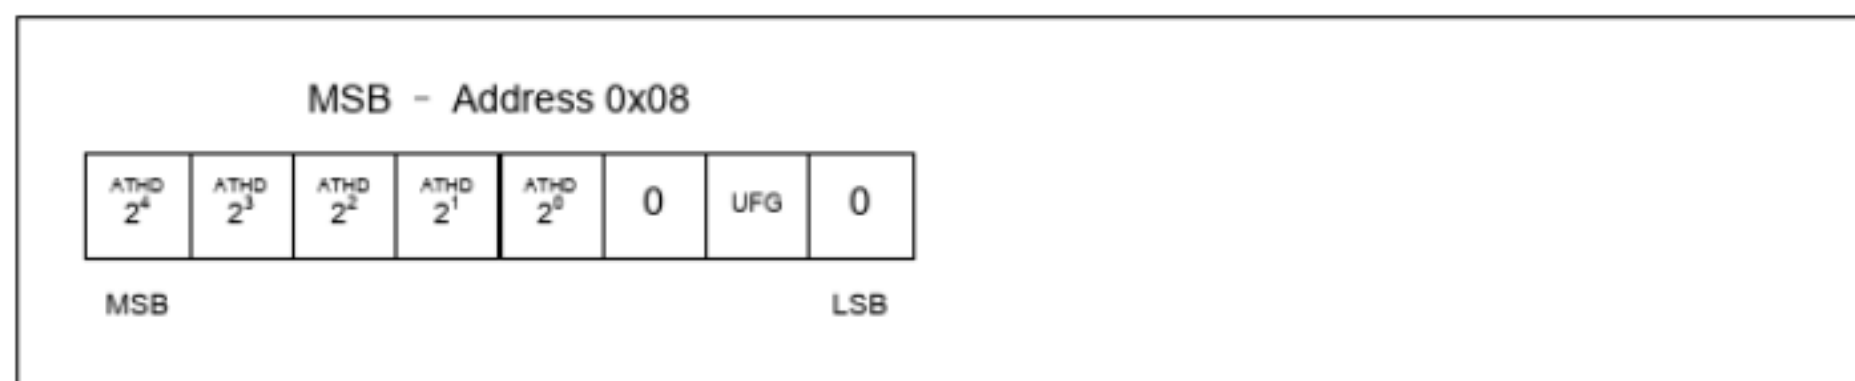 MSB – Address 0x08
ATHD ATHD ATHD ATHD ATHD 0 UFG 0
2⁴ 2³ 2² 2¹ 2⁰
MSB LSB